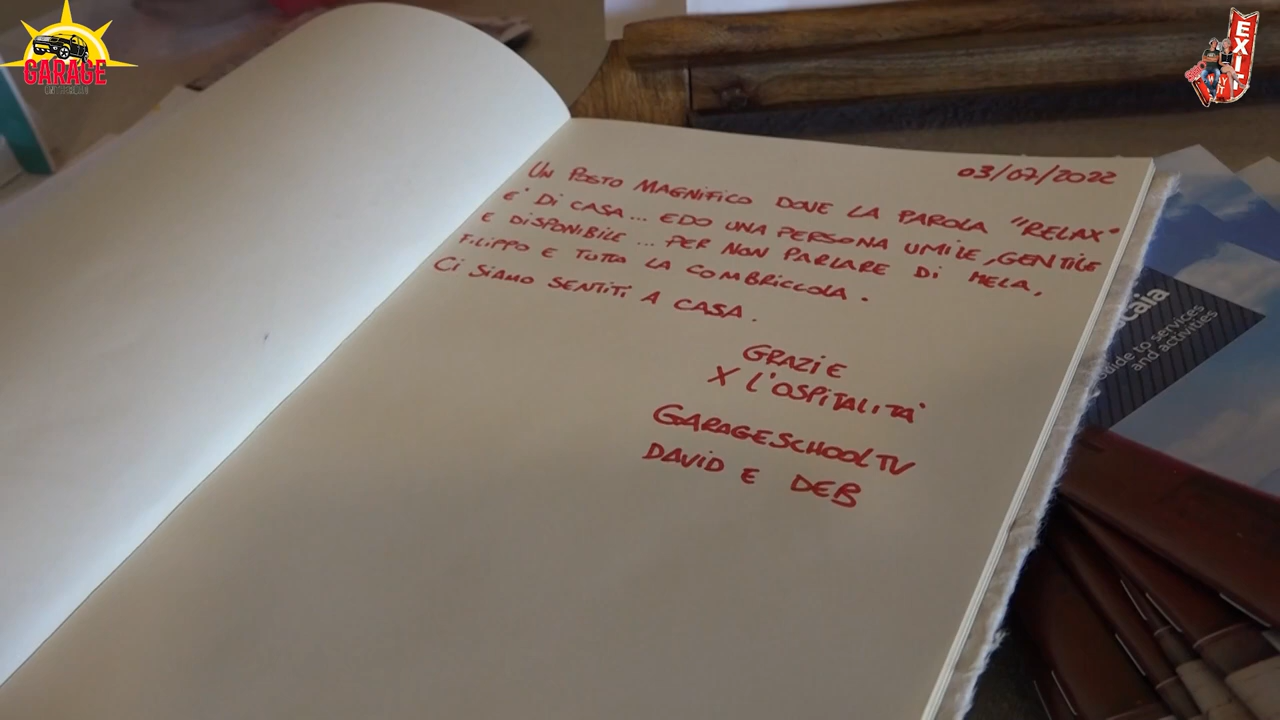 GARAGE
EXIT
03/07/2022
UN POSTO MAGNIFICO DOVE LA PAROLA "RELAX"
E' DI CASA... EDO UNA PERSONA UMILE, GENTILE
E DISPONIBILE... PER NON PARLARE DI MELA,
FILIPPO E TUTTA LA COMBRICCOLA.
CI SIAMO SENTITI A CASA.
GRAZIE
X L'OSPITALITA'
GARAGESCHOOLTV
DAVID E DEB
Guide to services
and activities